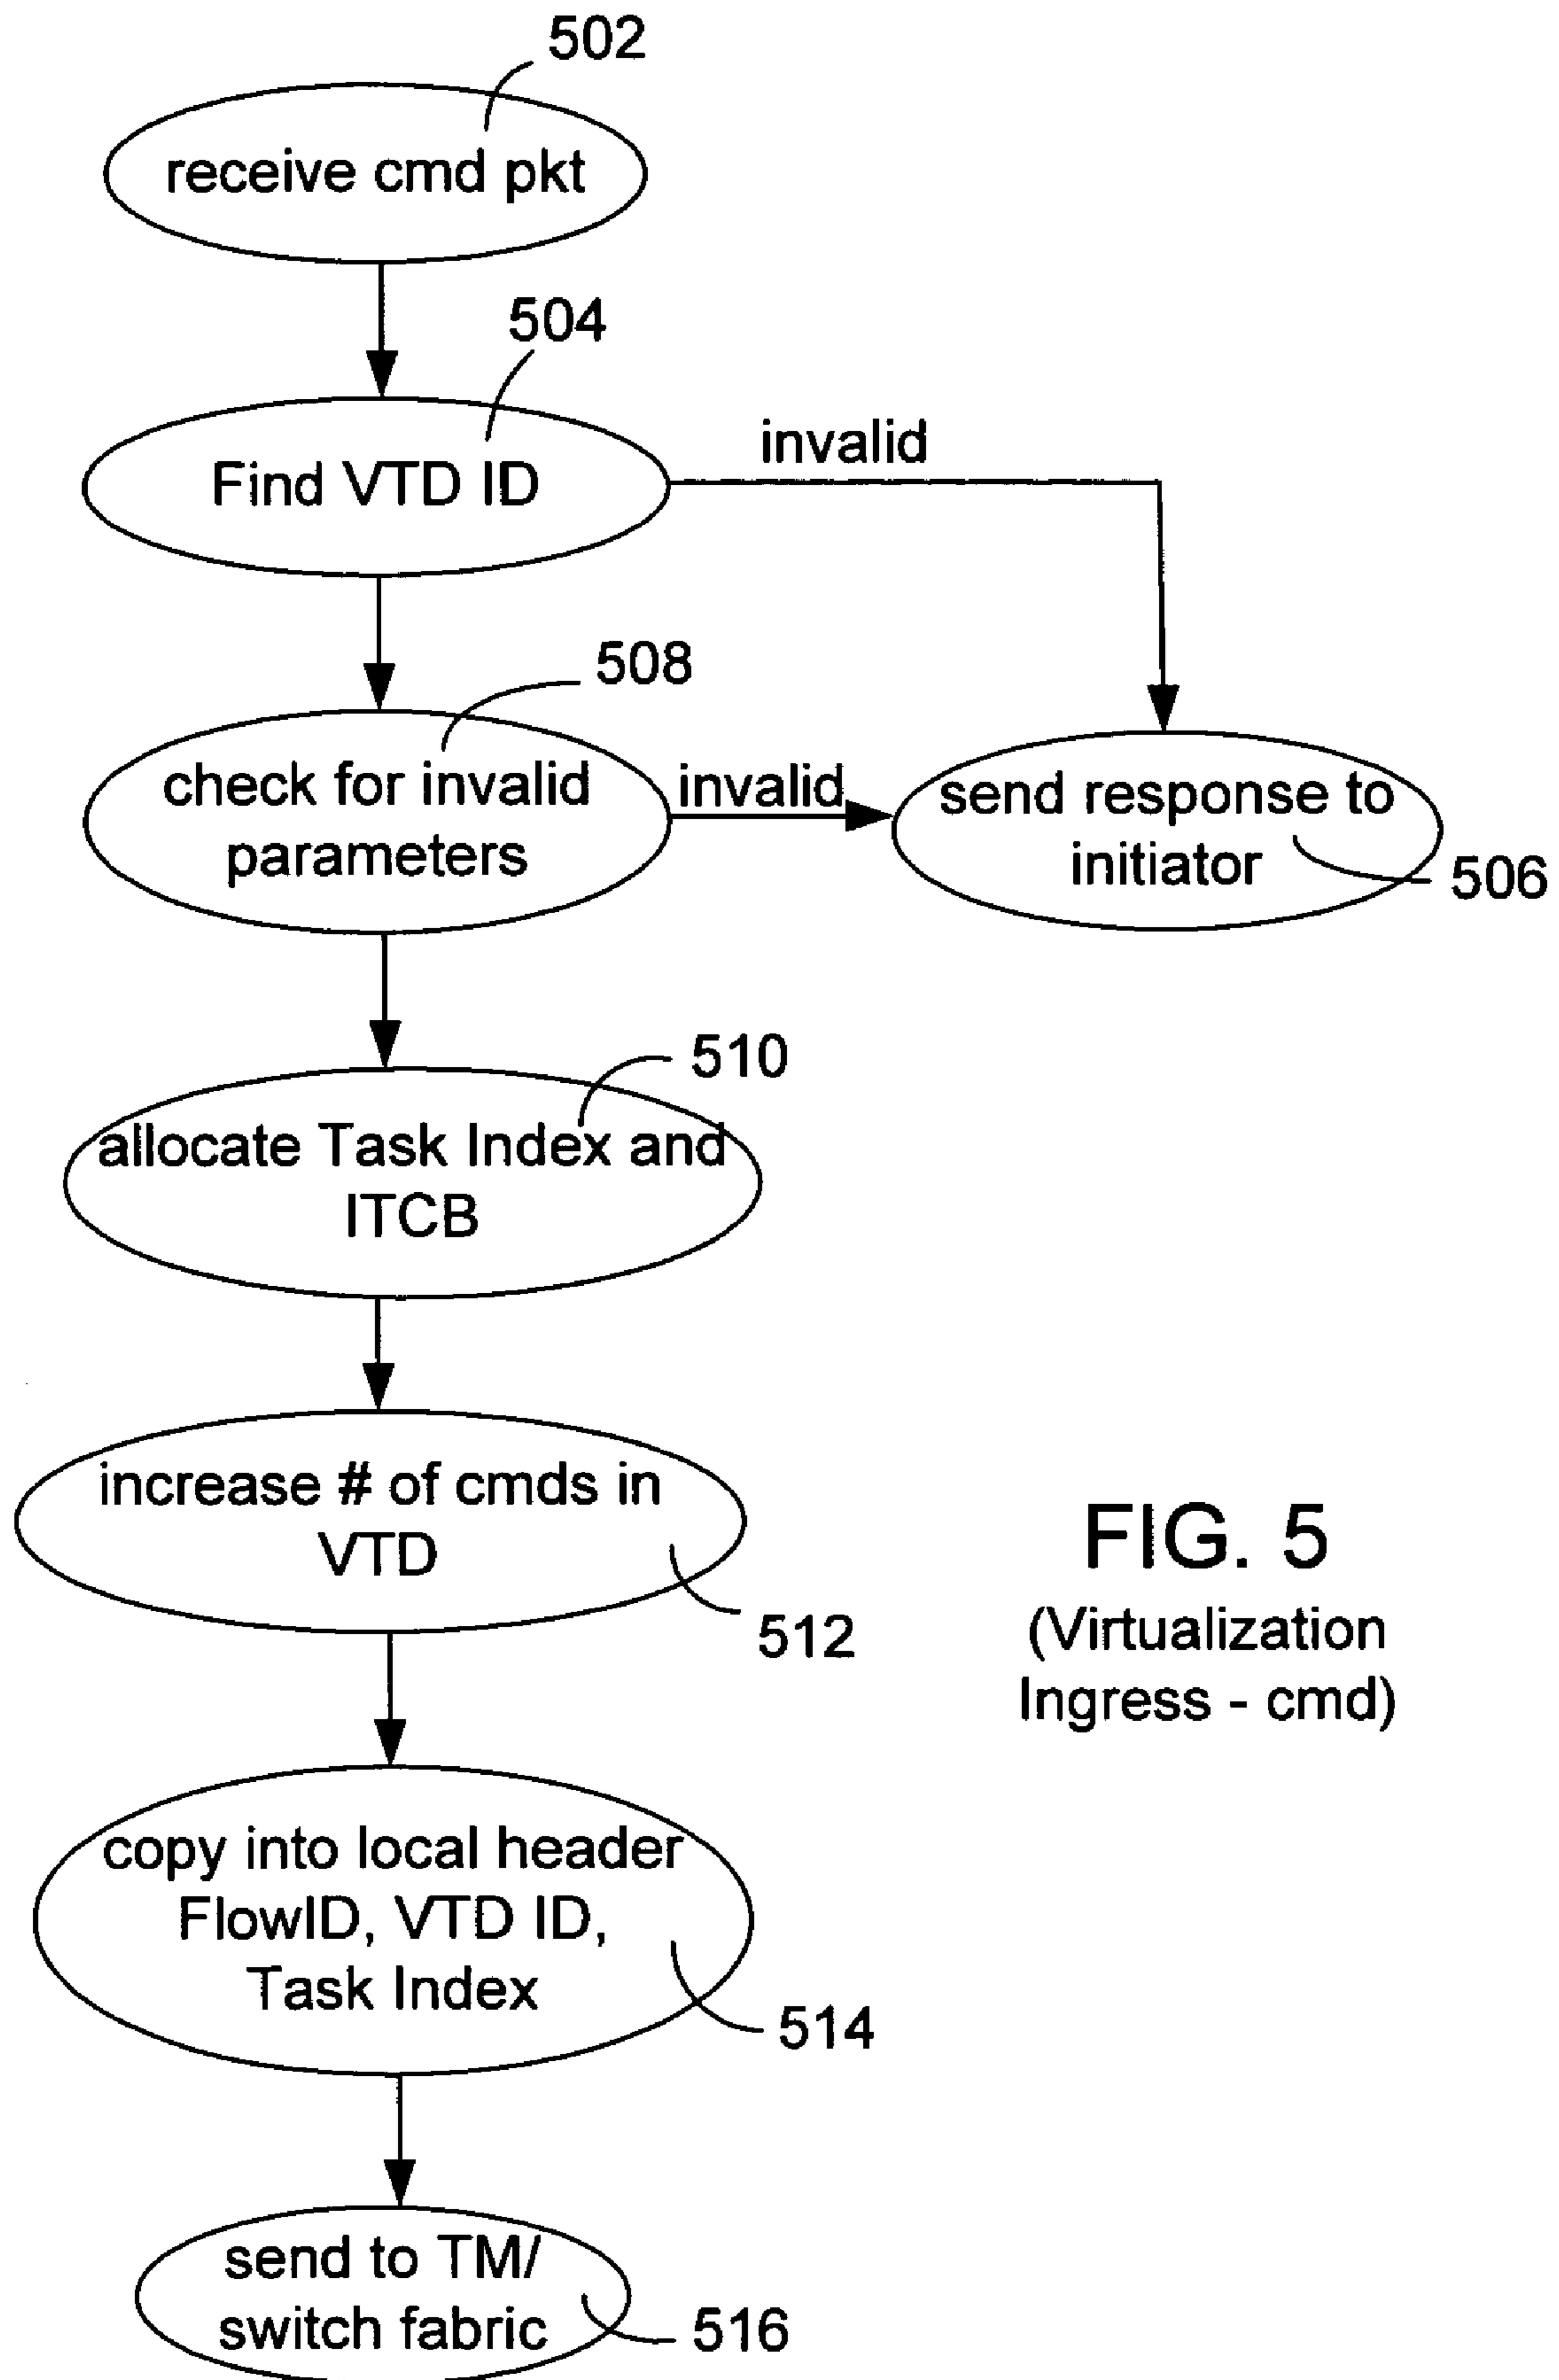 502
receive cmd pkt
504
Find VTD ID
invalid
508
check for invalid
parameters
invalid
send response to
initiator
506
510
allocate Task Index and
ITCB
increase # of cmds in
VTD
512
FIG. 5
(Virtualization
Ingress - cmd)
copy into local header
FlowID, VTD ID,
Task Index
514
send to TM/
switch fabric
516